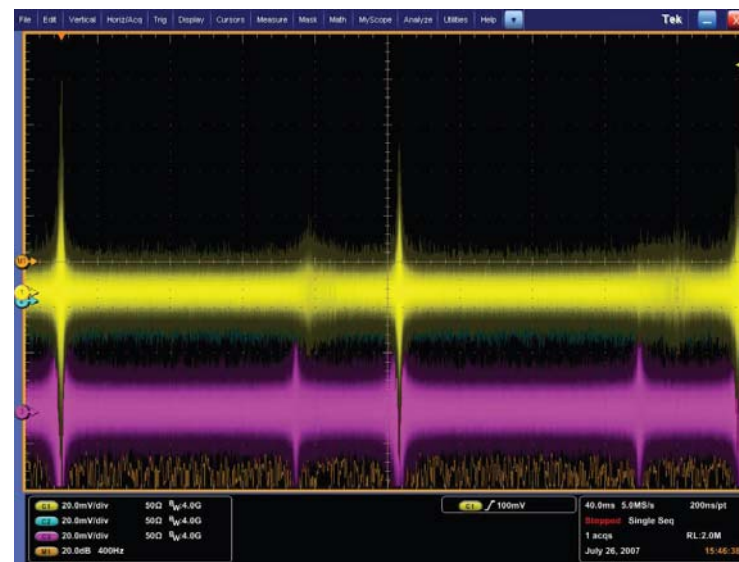 File Edit Vertical Horiz/Acq Trig Display Cursors Measure Mask Math MyScope Analyze Utilities Help Tek X
M1
1
3
C1 20.0mV/div 50Ω BW:4.0G
C2 20.0mV/div 50Ω BW:4.0G
C3 20.0mV/div 50Ω BW:4.0G
M1 20.0dB 400Hz
C1 100mV
40.0ms 5.0MS/s 200ns/pt
Stopped Single Seq
1 acqs RL:2.0M
July 26, 2007 15:46:38